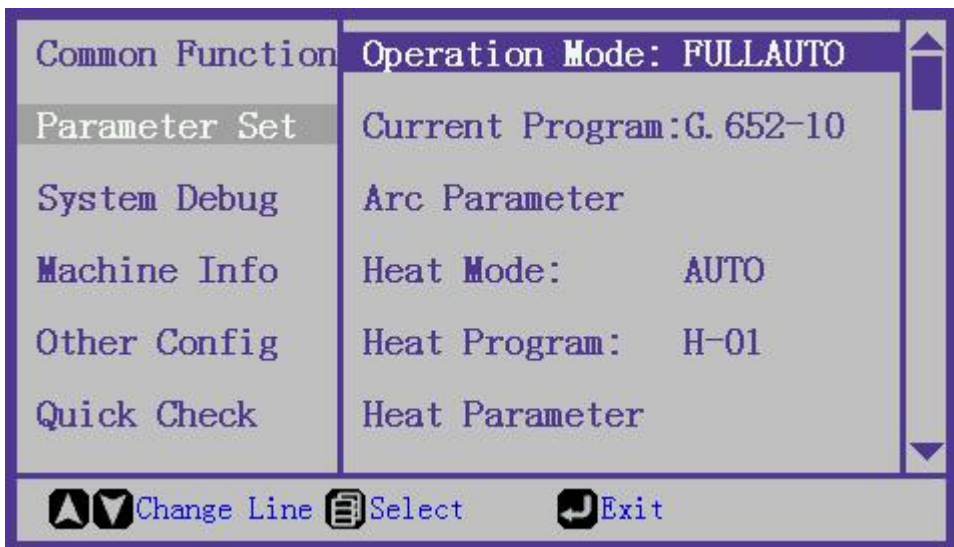 Common Function
Parameter Set
System Debug
Machine Info
Other Config
Quick Check
Operation Mode: FULLAUTO
Current Program:G.652-10
Arc Parameter
Heat Mode: AUTO
Heat Program: H-01
Heat Parameter
Change Line Select Exit